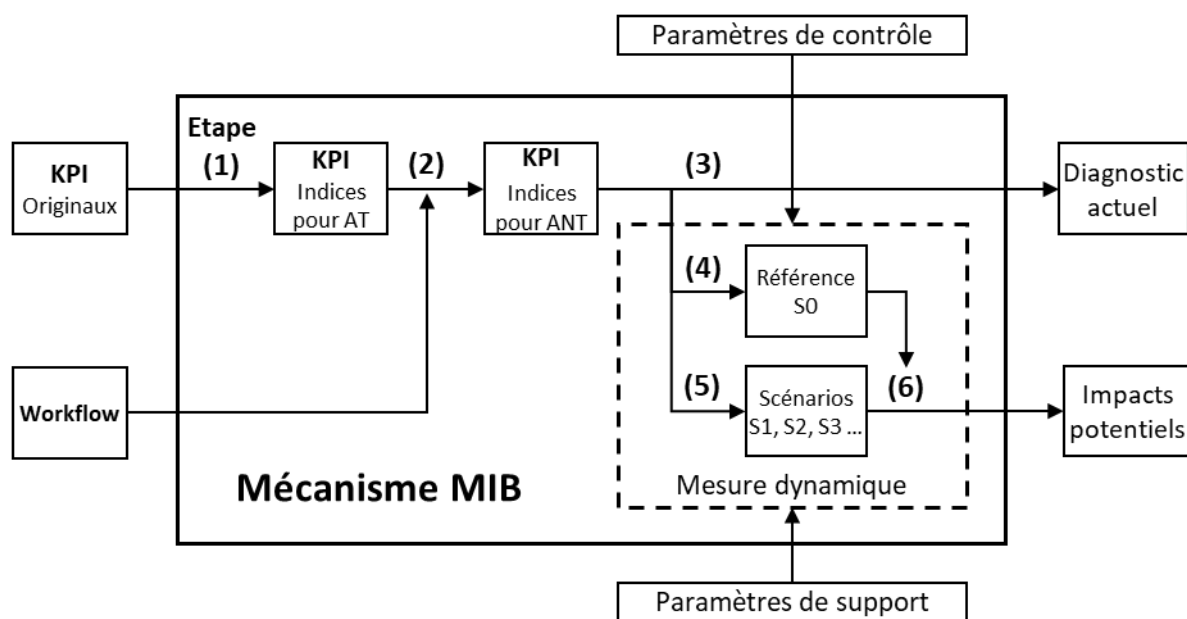 Paramètres de contrôle
Etape
(1)
(2)
(3)
KPI
Originaux
KPI
Indices
pour AT
KPI
Indices
pour ANT
Diagnostic
actuel
(4)
Référence
S0
(5)
Scénarios
S1, S2, S3 ...
(6)
Workflow
Impacts
potentiels
Mécanisme MIB
Mesure dynamique
Paramètres de support